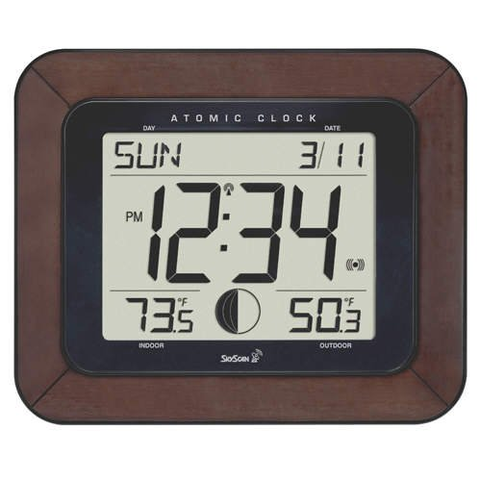 ATOMIC CLOCK
DAY DATE
SUN 3/11
PM 12:34
73.5°F 50.3°F
INDOOR OUTDOOR
SKYSCAN